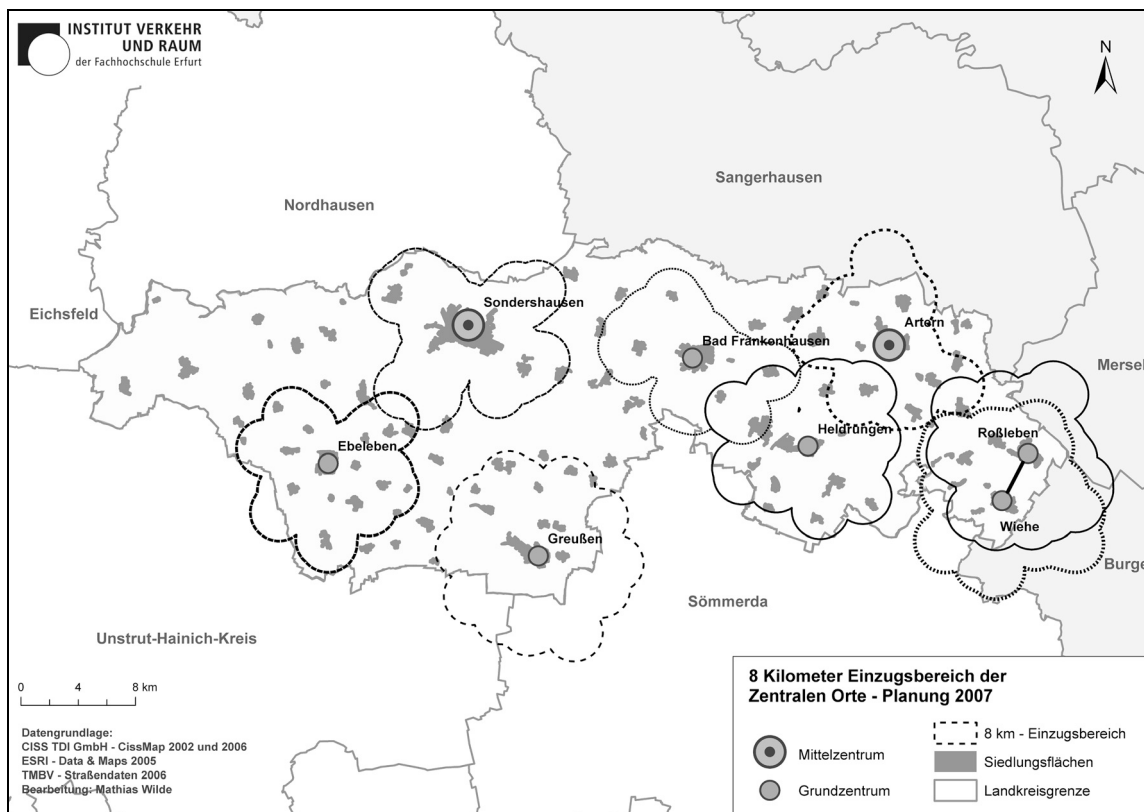 INSTITUT VERKEHR
UND RAUM
der Fachhochschule Erfurt
N
Sangerhausen
Nordhausen
Eichsfeld
Sondershausen
Artern
Bad Frankenhausen
Mersel
Ebeleben
Heldrungen
Roßleben
Wiehe
Greußen
Burge
Sömmerda
Unstrut-Hainich-Kreis
0 4 8 km
Datengrundlage:
CISS TDI GmbH - CissMap 2002 und 2006
ESRI - Data & Maps 2005
TMBV - Straßendaten 2006
Bearbeitung: Mathias Wilde
8 Kilometer Einzugsbereich der
Zentralen Orte - Planung 2007
Mittelzentrum
Grundzentrum
8 km - Einzugsbereich
Siedlungsflächen
Landkreisgrenze